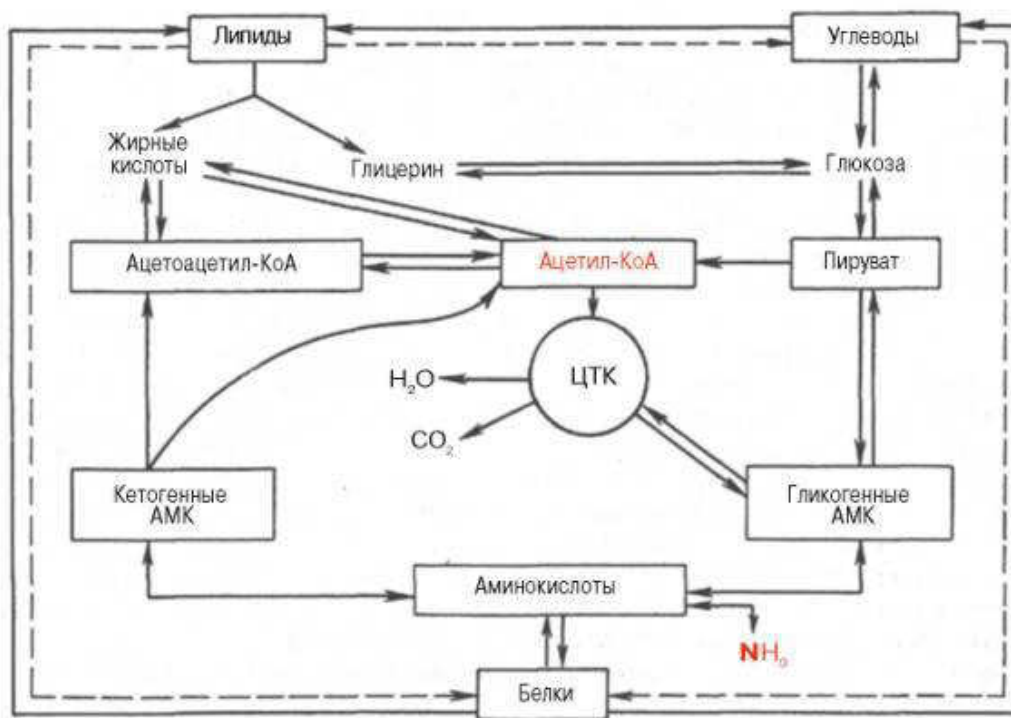 Липиды
Углеводы
Жирные
кислоты
Глицерин
Глюкоза
Ацетоацетил-КоА
Ацетил-КоА
Пируват
ЦТК
H₂O
CO₂
Кетогенные
АМК
Гликогенные
АМК
Аминокислоты
NH₃
Белки